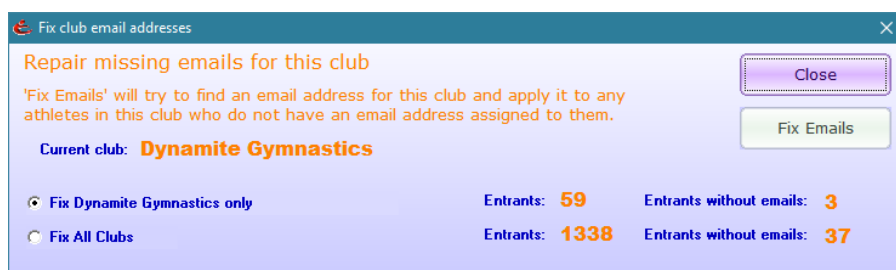 Fix club email addresses
Repair missing emails for this club
Close
'Fix Emails' will try to find an email address for this club and apply it to any
athletes in this club who do not have an email address assigned to them.
Fix Emails
Current club: Dynamite Gymnastics
Fix Dynamite Gymnastics only Entrants: 59 Entrants without emails: 3
Fix All Clubs Entrants: 1338 Entrants without emails: 37